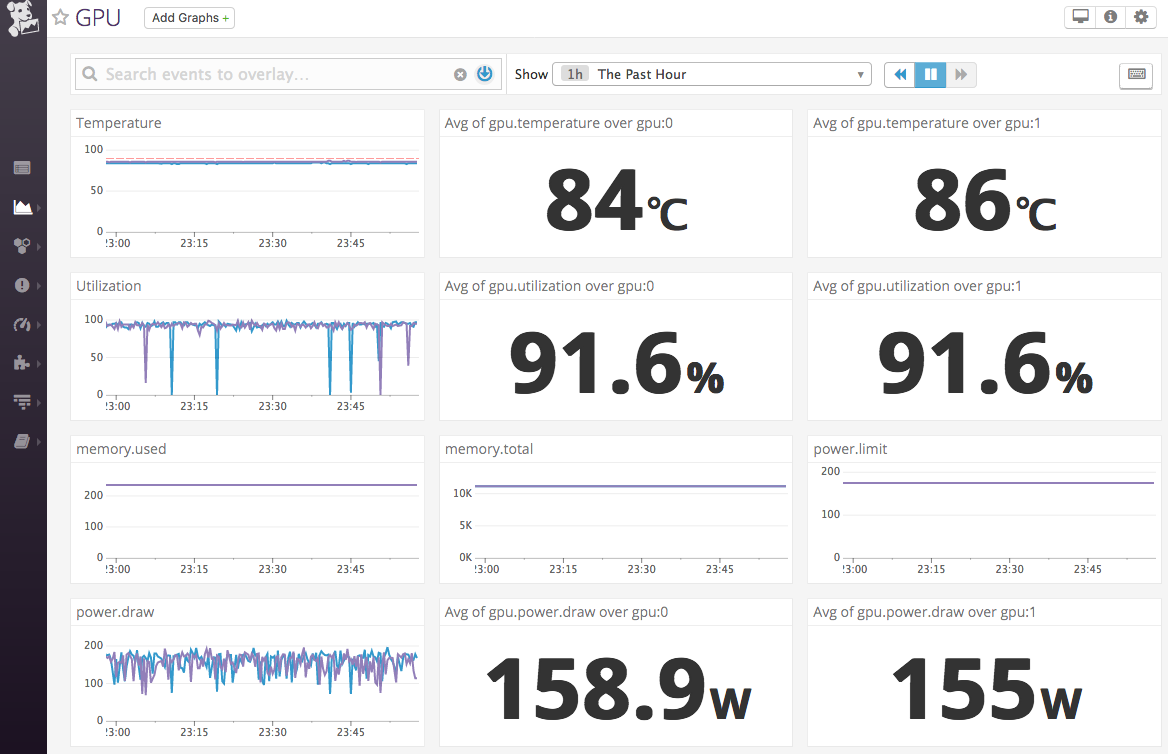 GPU
Add Graphs +
Search events to overlay...
Show
1h The Past Hour
Temperature
100
50
0
23:00 23:15 23:30 23:45
Avg of gpu.temperature over gpu:0
84°C
Avg of gpu.temperature over gpu:1
86°C
Utilization
100
50
0
23:00 23:15 23:30 23:45
Avg of gpu.utilization over gpu:0
91.6%
Avg of gpu.utilization over gpu:1
91.6%
memory.used
200
100
0
23:00 23:15 23:30 23:45
memory.total
10K
5K
0K
23:00 23:15 23:30 23:45
power.limit
200
100
0
23:00 23:15 23:30 23:45
power.draw
200
100
0
23:00 23:15 23:30 23:45
Avg of gpu.power.draw over gpu:0
158.9W
Avg of gpu.power.draw over gpu:1
155W